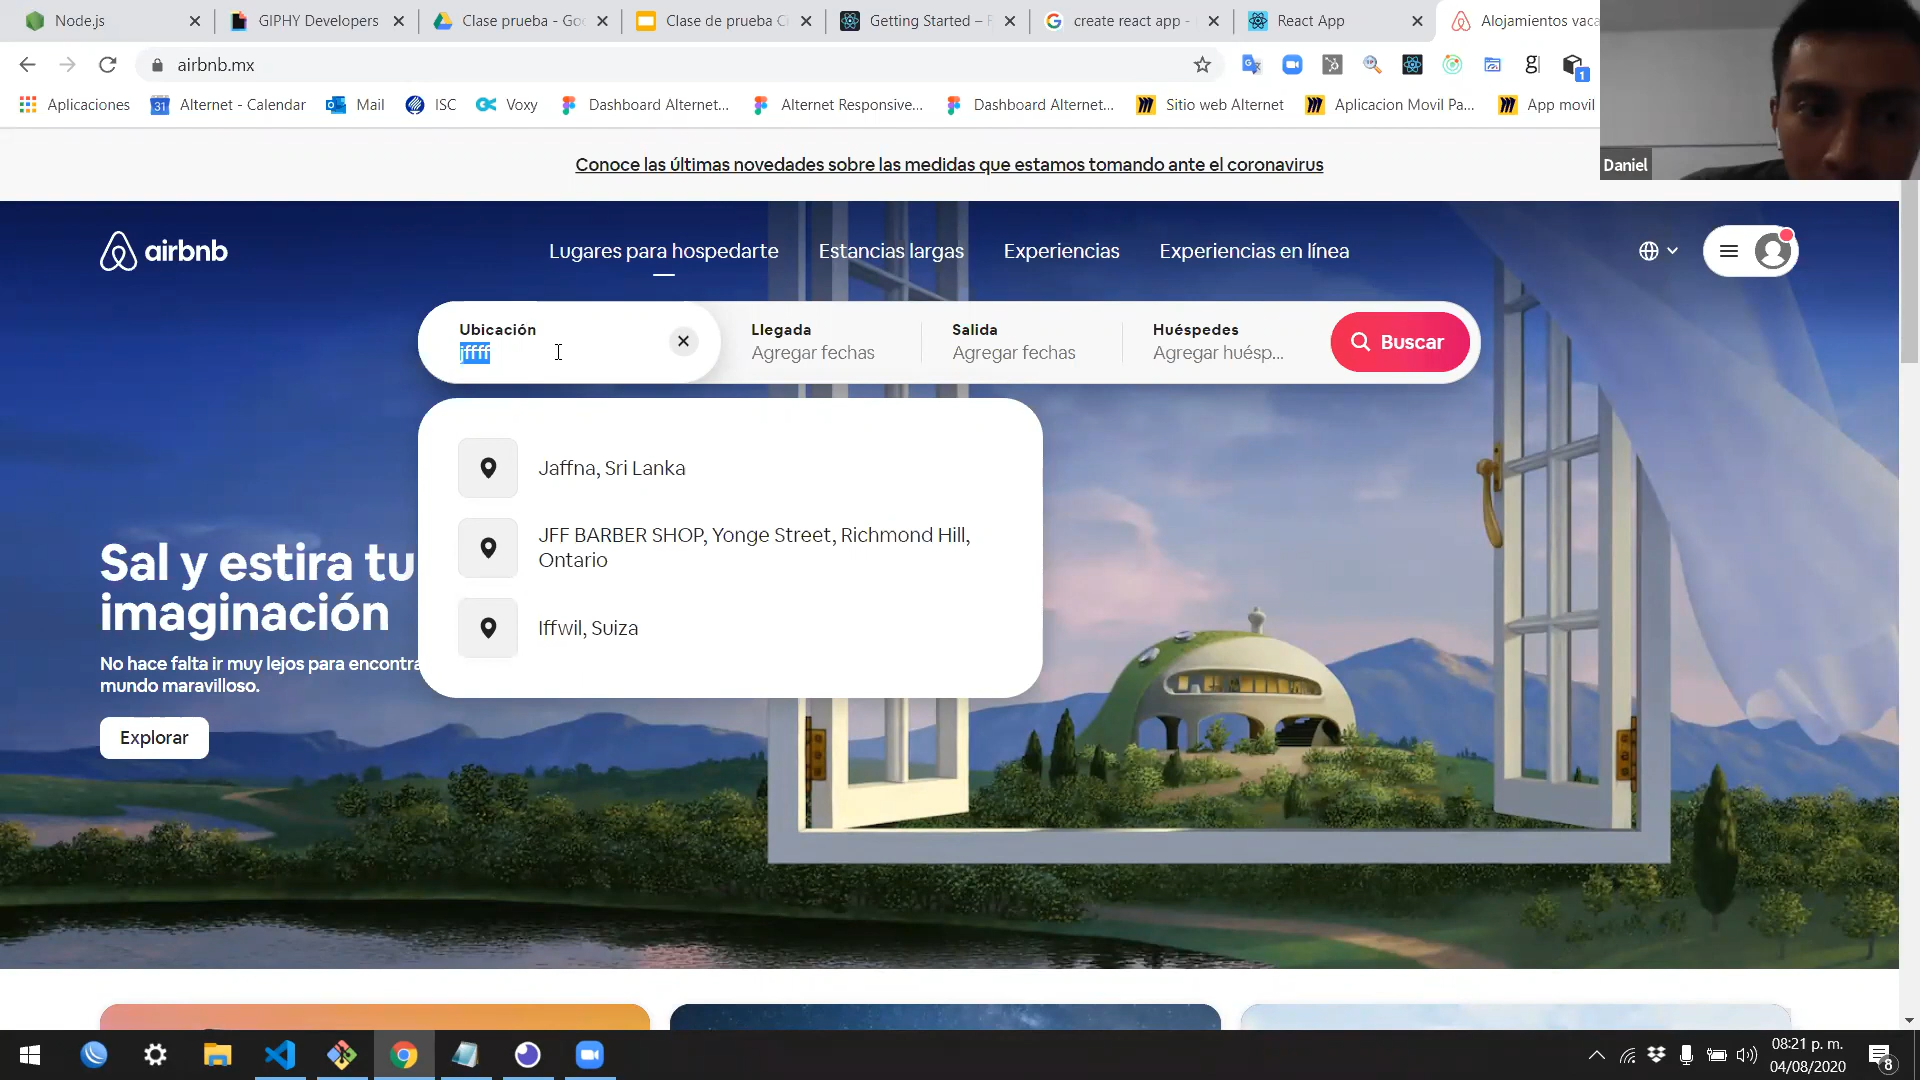 Node.js
GIPHY Developers
Clase prueba - Goo
Clase de prueba Ci
Getting Started –
create react app -
React App
Alojamientos vaca
airbnb.mx
Aplicaciones
31
Alternet - Calendar
Mail
ISC
Voxy
Dashboard Alternet...
Alternet Responsive...
Dashboard Alternet...
Sitio web Alternet
Aplicacion Movil Pa...
App movil
1
Daniel
Conoce las últimas novedades sobre las medidas que estamos tomando ante el coronavirus
airbnb
Lugares para hospedarte
Estancias largas
Experiencias
Experiencias en línea
Ubicación
jffff
Llegada
Agregar fechas
Salida
Agregar fechas
Huéspedes
Agregar huésp...
Buscar
Jaffna, Sri Lanka
JFF BARBER SHOP, Yonge Street, Richmond Hill,
Ontario
Iffwil, Suiza
Sal y estira tu
imaginación
No hace falta ir muy lejos para encontra
mundo maravilloso.
Explorar
08:21 p. m.
04/08/2020
8